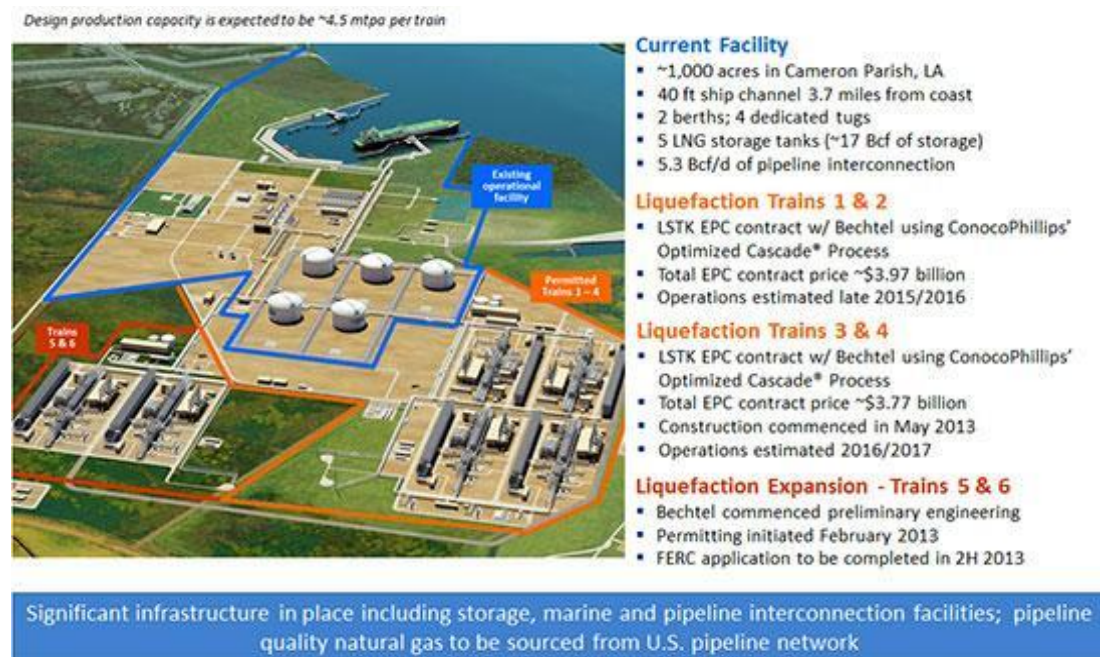 Design production capacity is expected to be ~4.5 mtpa per train
Existing
operational
facility
Permitted
Trains 1 – 4
Trains
5 & 6
Current Facility
▪ ~1,000 acres in Cameron Parish, LA
▪ 40 ft ship channel 3.7 miles from coast
▪ 2 berths; 4 dedicated tugs
▪ 5 LNG storage tanks (~17 Bcf of storage)
▪ 5.3 Bcf/d of pipeline interconnection
Liquefaction Trains 1 & 2
▪ LSTK EPC contract w/ Bechtel using ConocoPhillips’
Optimized Cascade® Process
▪ Total EPC contract price ~$3.97 billion
▪ Operations estimated late 2015/2016
Liquefaction Trains 3 & 4
▪ LSTK EPC contract w/ Bechtel using ConocoPhillips’
Optimized Cascade® Process
▪ Total EPC contract price ~$3.77 billion
▪ Construction commenced in May 2013
▪ Operations estimated 2016/2017
Liquefaction Expansion - Trains 5 & 6
▪ Bechtel commenced preliminary engineering
▪ Permitting initiated February 2013
▪ FERC application to be completed in 2H 2013
Significant infrastructure in place including storage, marine and pipeline interconnection facilities; pipeline
quality natural gas to be sourced from U.S. pipeline network